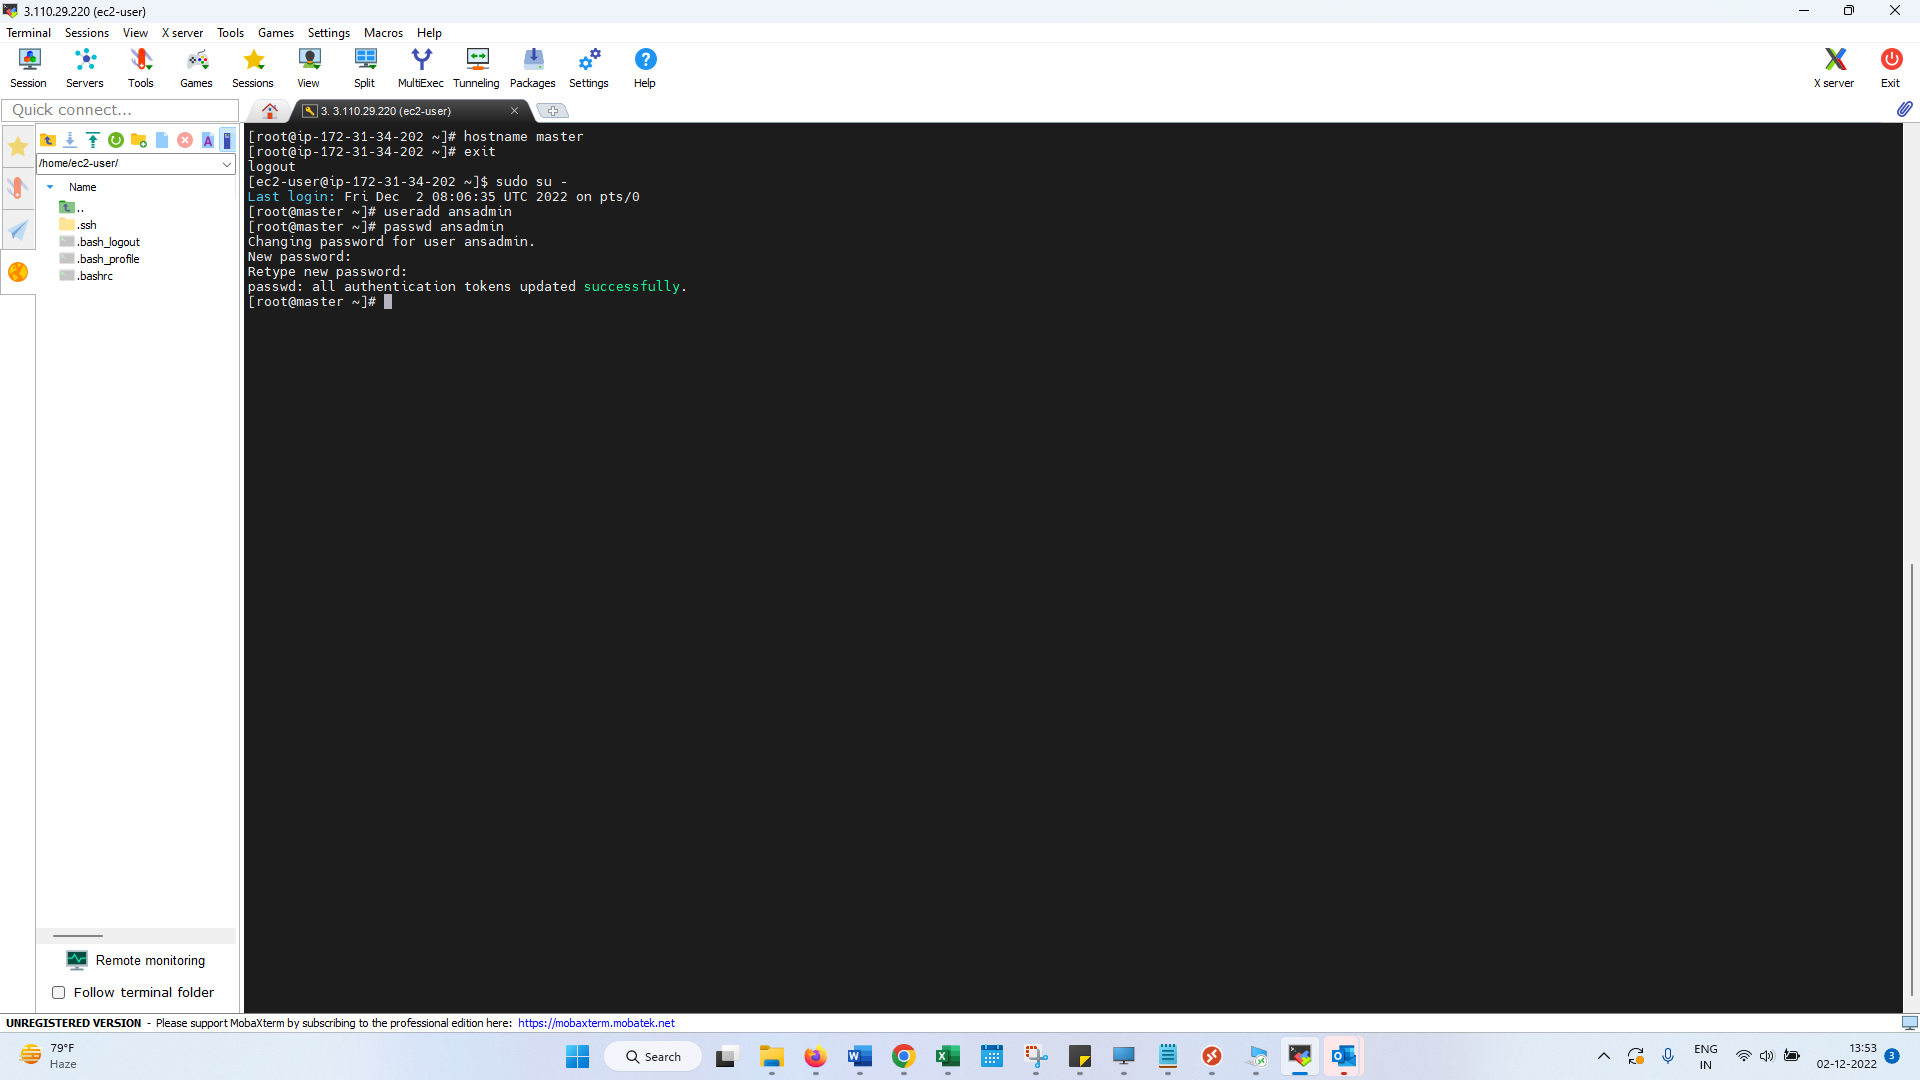 3.110.29.220 (ec2-user)
Terminal Sessions View X server Tools Games Settings Macros Help
Session Servers Tools Games Sessions View Split MultiExec Tunneling Packages Settings Help X server Exit
Quick connect...
3. 3.110.29.220 (ec2-user)
/home/ec2-user/
Name
..
.ssh
.bash_logout
.bash_profile
.bashrc
[root@ip-172-31-34-202 ~]# hostname master
[root@ip-172-31-34-202 ~]# exit
logout
[ec2-user@ip-172-31-34-202 ~]$ sudo su -
Last login: Fri Dec  2 08:06:35 UTC 2022 on pts/0
[root@master ~]# useradd ansadmin
[root@master ~]# passwd ansadmin
Changing password for user ansadmin.
New password:
Retype new password:
passwd: all authentication tokens updated successfully.
[root@master ~]#
Remote monitoring
Follow terminal folder
UNREGISTERED VERSION - Please support MobaXterm by subscribing to the professional edition here: https://mobaxterm.mobatek.net
79°F
Haze
Search
ENG
IN
13:53
02-12-2022
3